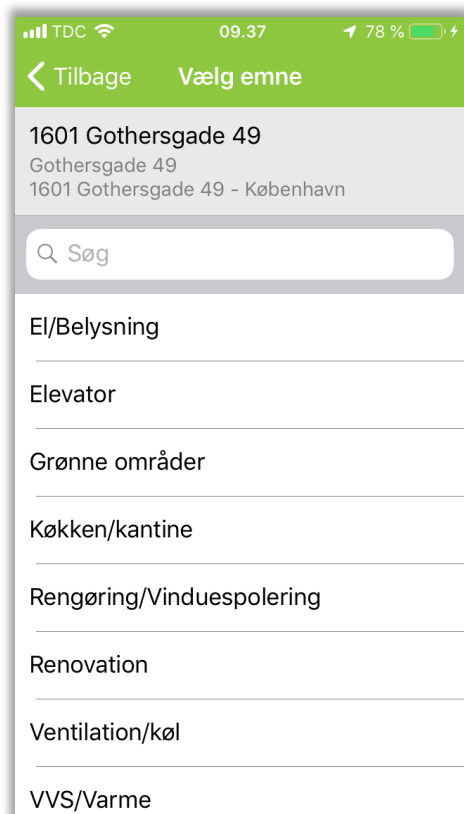 TDC 09.37 78 %
Tilbage Vælg emne
1601 Gothersgade 49
Gothersgade 49
1601 Gothersgade 49 - København
Søg
El/Belysning
Elevator
Grønne områder
Køkken/kantine
Rengøring/Vinduespolering
Renovation
Ventilation/køl
VVS/Varme